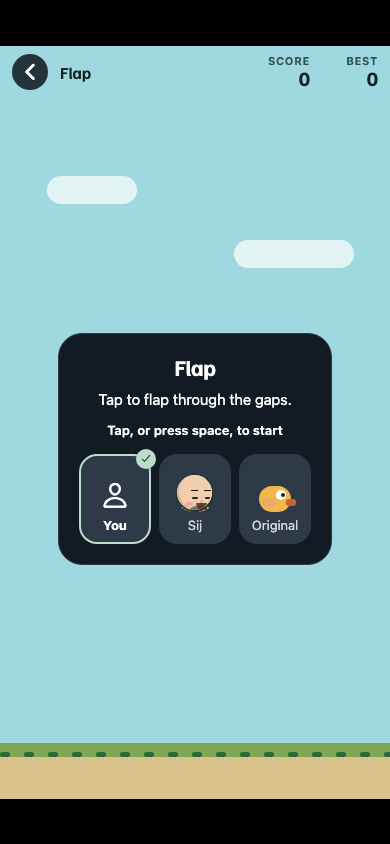 Flap
SCORE
0
BEST
0
Flap
Tap to flap through the gaps.
Tap, or press space, to start
You
Sij
Original